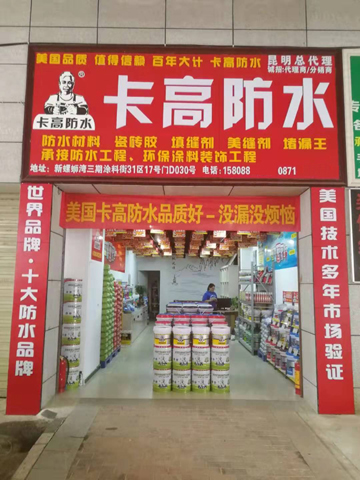 美国品质 值得信勤 百年大计 卡高防水
昆明总代理
诚招:代理商/分销商
®
卡高防水
卡高防水
防水材料 瓷砖胶 填缝剂 美缝剂 堵漏王
承接防水工程、环保涂料装饰工程
地址:新螺蛳湾三期涂料街31区17号门D030号 电话:158088 0871
美国卡高防水品质好-没漏没烦恼
世界品牌·十大防水品牌
美国技术多年市场验证